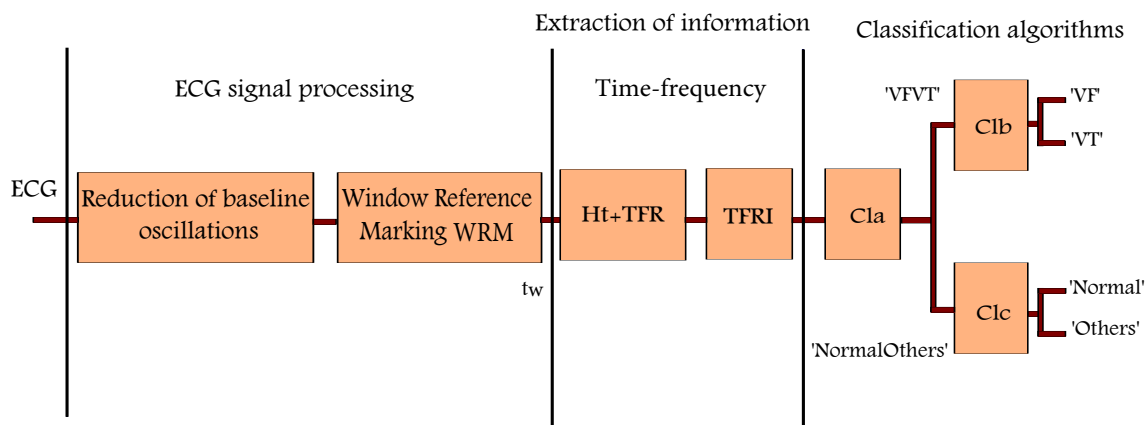 Extraction of information
Classification algorithms
ECG signal processing
Time-frequency
'VFVT'
Clb
'VF'
'VT'
ECG
Reduction of baseline
oscillations
Window Reference
Marking WRM
Ht+TFR
TFRI
Cla
tw
Clc
'Normal'
'Others'
'NormalOthers'